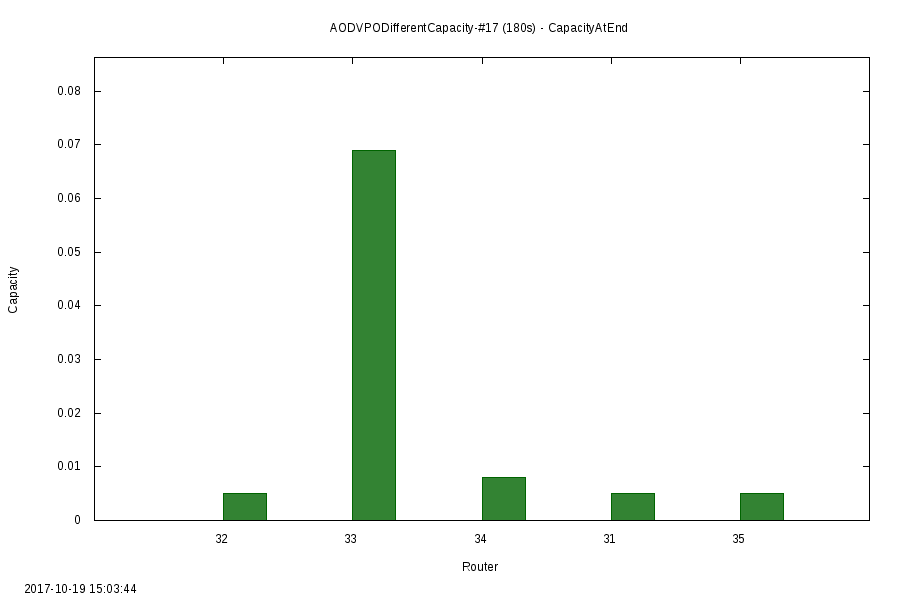 AODVPODifferentCapacity-#17 (180s) - CapacityAtEnd
0.08
0.07
0.06
0.05
0.04
0.03
0.02
0.01
0
Capacity
32 33 34 31 35
Router
2017-10-19 15:03:44